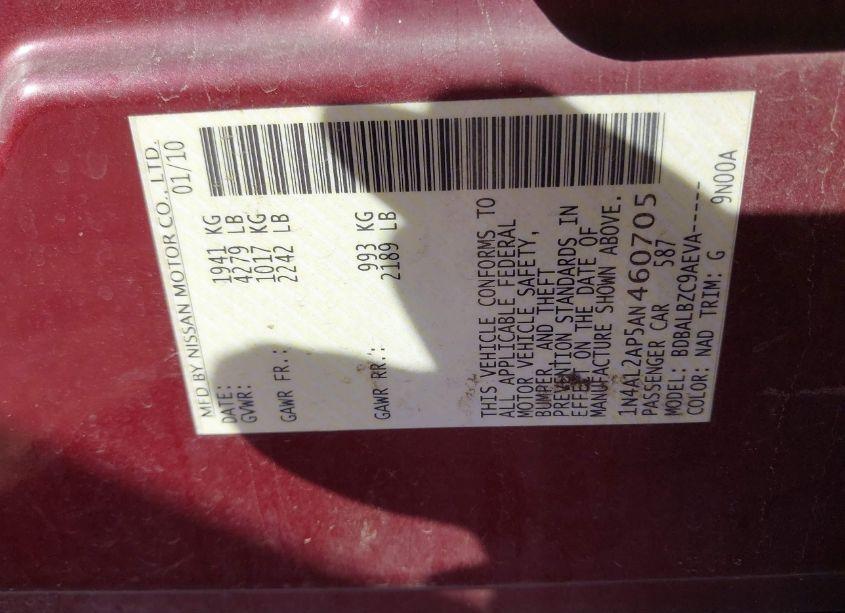 MFD BY NISSAN MOTOR CO., LTD.
DATE: 01/10
GVWR: 1941 KG
4279 LB
GAWR FR.: 1017 KG
2242 LB
GAWR RR.: 993 KG
2189 LB
THIS VEHICLE CONFORMS TO
ALL APPLICABLE FEDERAL
MOTOR VEHICLE SAFETY,
BUMPER, AND THEFT
PREVENTION STANDARDS IN
EFFECT ON THE DATE OF
MANUFACTURE SHOWN ABOVE.
1N4AL2AP5AN460705
PASSENGER CAR 587
MODEL: BDBALBZC9AEVA-----
COLOR: NAD TRIM: G 9N00A